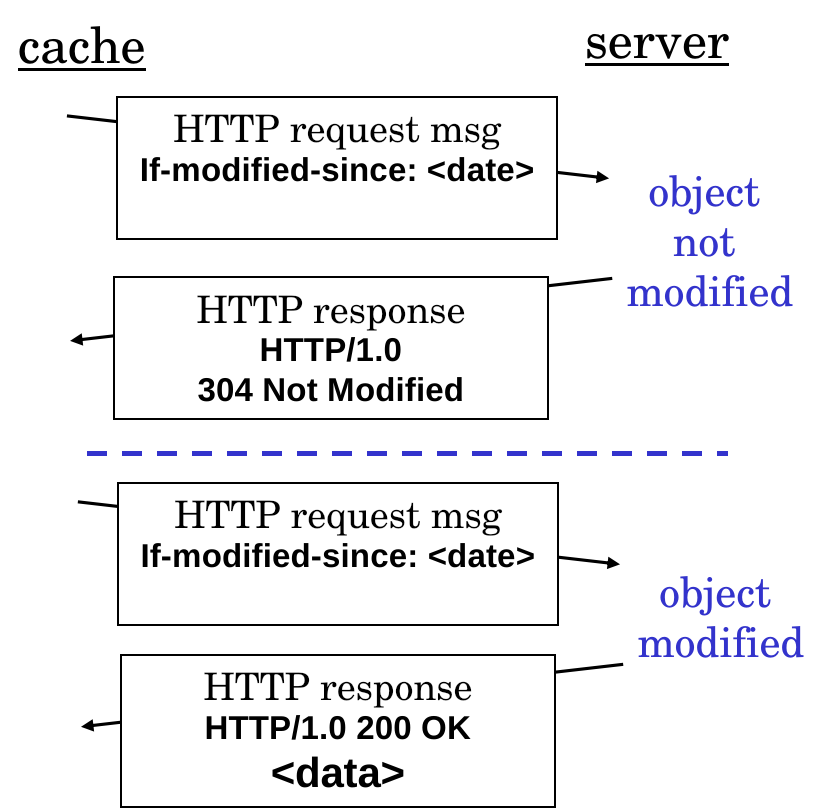 cache
server
HTTP request msg
If-modified-since: <date>
object
not
modified
HTTP response
HTTP/1.0
304 Not Modified
HTTP request msg
If-modified-since: <date>
object
modified
HTTP response
HTTP/1.0 200 OK
<data>